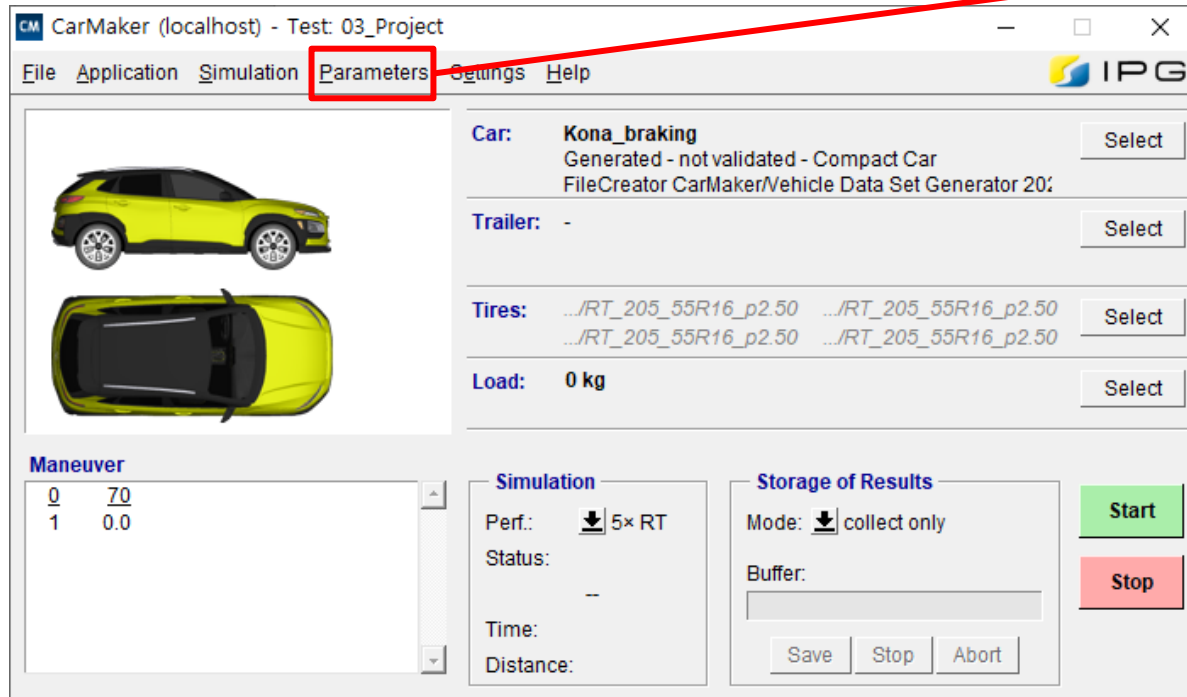 CM CarMaker (localhost) - Test: 03_Project
File Application Simulation Parameters Settings Help IPG
Car: Kona_braking Select
Generated - not validated - Compact Car
FileCreator CarMaker/Vehicle Data Set Generator 202
Trailer: - Select
Tires: .../RT_205_55R16_p2.50 .../RT_205_55R16_p2.50 Select
.../RT_205_55R16_p2.50 .../RT_205_55R16_p2.50
Load: 0 kg Select
Maneuver
0 70
1 0.0
Simulation
Perf.: 5× RT
Status:
--
Time:
Distance:
Storage of Results
Mode: collect only
Buffer:
Save Stop Abort
Start
Stop